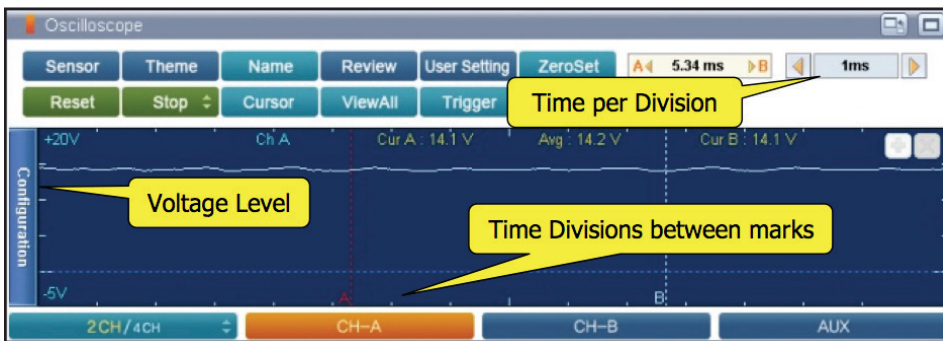 Oscilloscope
Sensor Theme Name Review User Setting ZeroSet A 5.34 ms B 1ms
Reset Stop Cursor ViewAll Trigger
Time per Division
+20V Ch A Cur A : 14.1 V Avg : 14.2 V Cur B : 14.1 V
Configuration
Voltage Level
Time Divisions between marks
-5V A B
2CH/4CH CH-A CH-B AUX